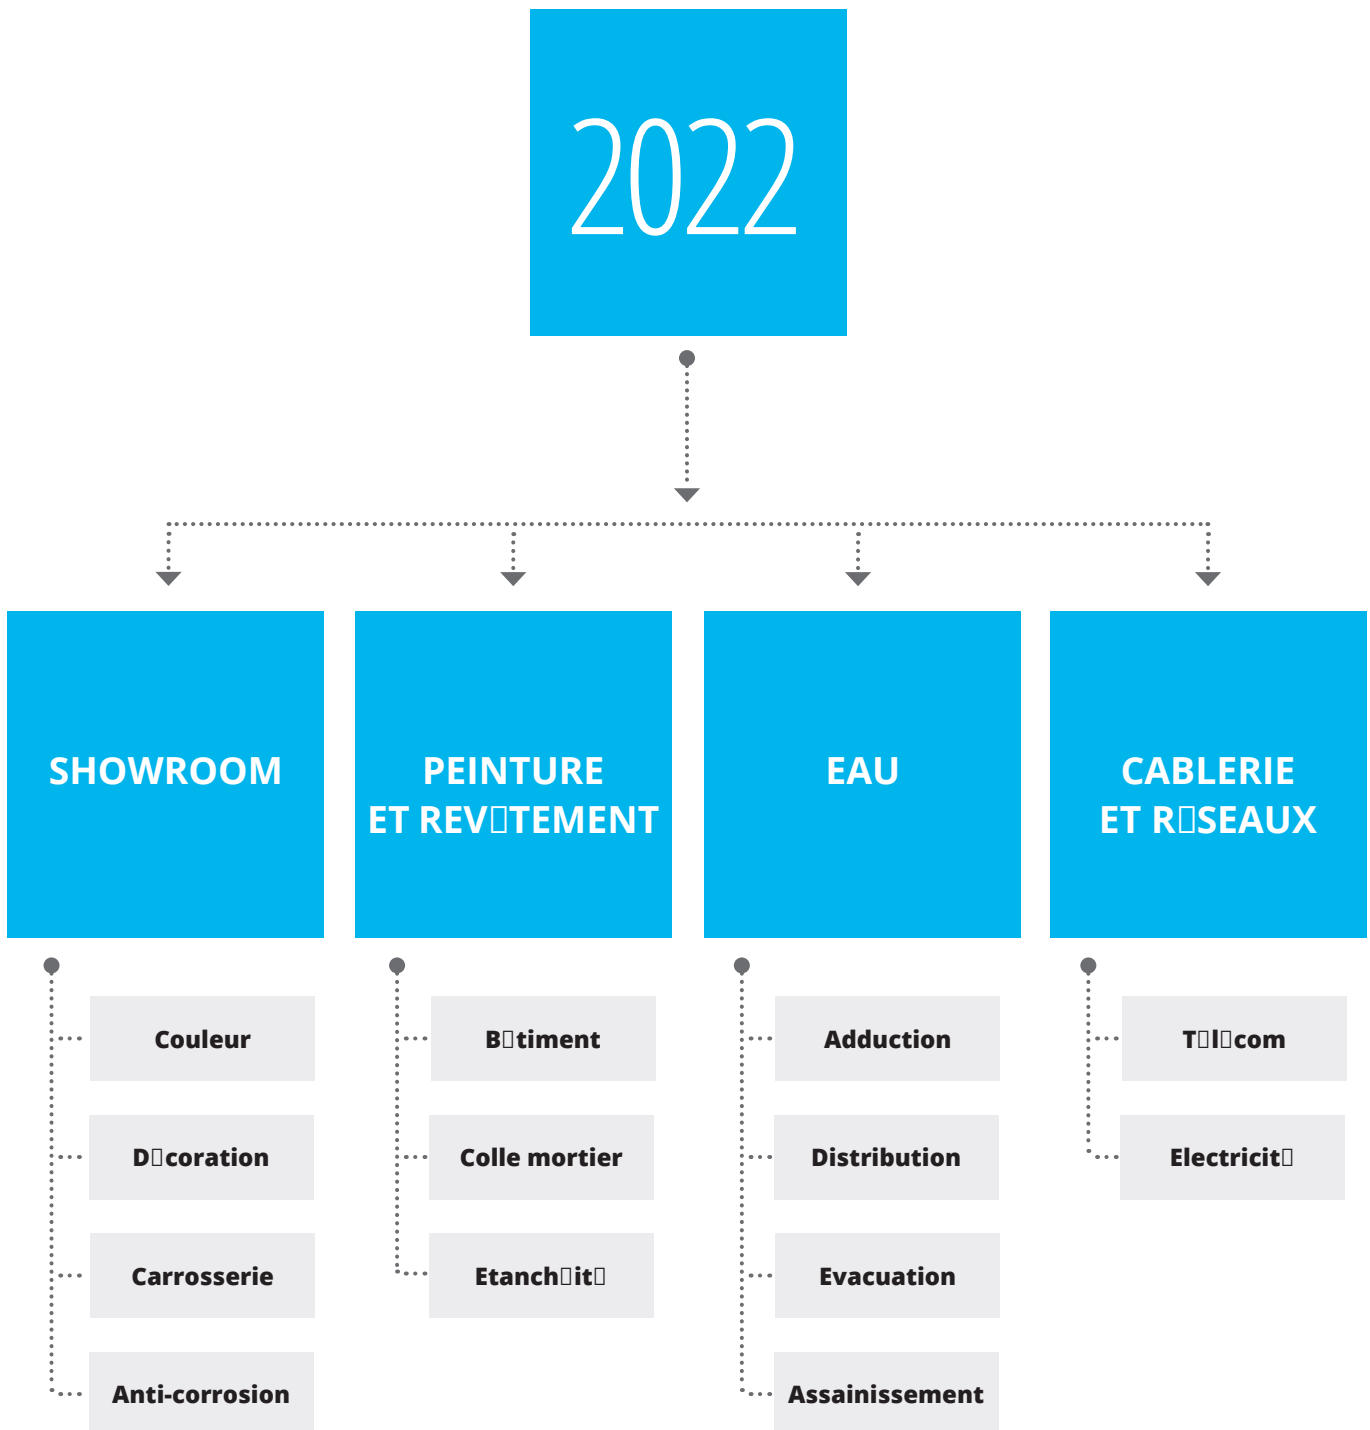 2022
SHOWROOM
PEINTURE
ET REV▯TEMENT
EAU
CABLERIE
ET R▯SEAUX
Couleur
D▯coration
Carrosserie
Anti-corrosion
B▯timent
Colle mortier
Etanch▯it▯
Adduction
Distribution
Evacuation
Assainissement
T▯l▯com
Electricit▯